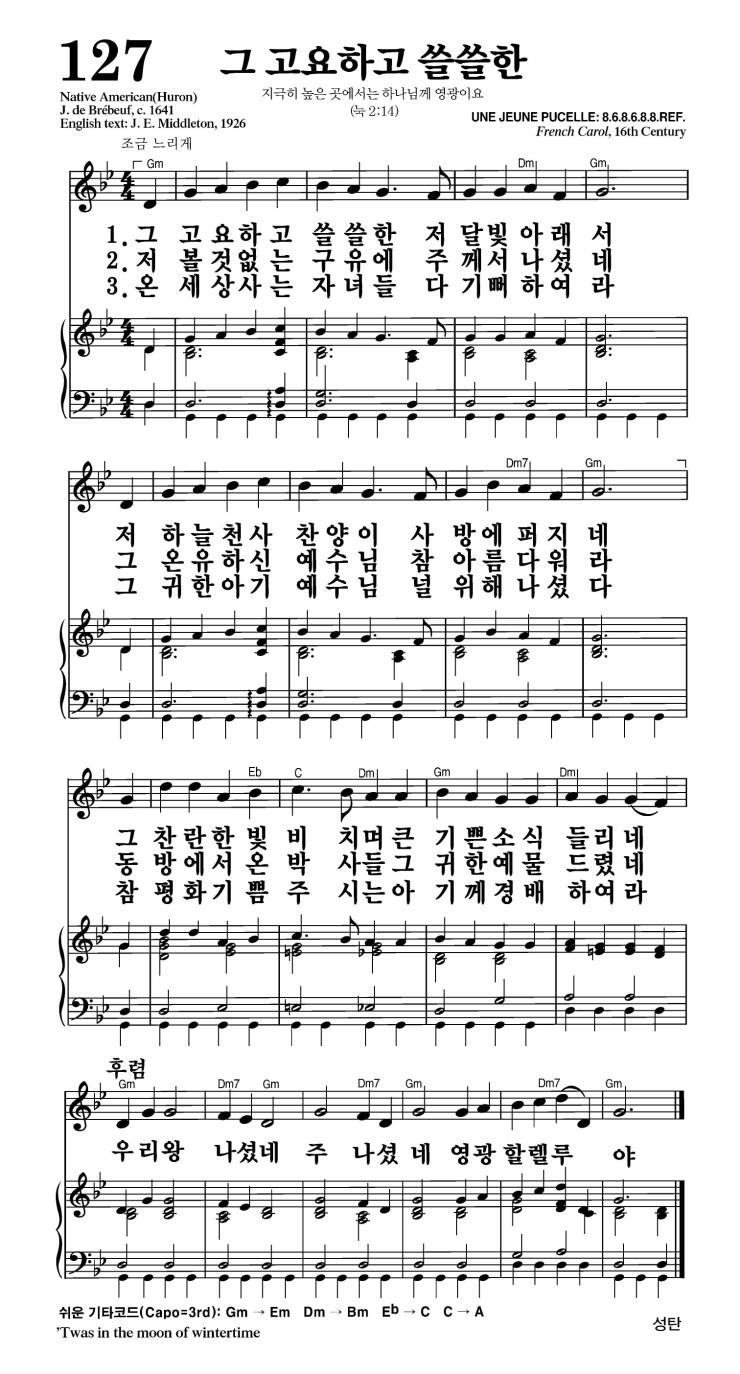 127
그 고요하고 쓸쓸한
지극히 높은 곳에서는 하나님께 영광이요
(눅 2:14)
Native American(Huron)
J. de Brébeuf, c. 1641
English text: J. E. Middleton, 1926
UNE JEUNE PUCELLE: 8.6.8.6.8.8.REF.
French Carol, 16th Century
조금 느리게
Gm Dm Gm
1. 그 고요하고 쓸쓸한 저 달빛 아래서
2. 저 볼것없는 구유에 주께서 나셨네
3. 온 세상사는 자녀들 다 기뻐하여라
Dm7 Gm
저 하늘천사 찬양이 사방에 퍼지네
그 온유하신 예수님 참 아름다워라
그 귀한아기 예수님 널 위해 나셨다
Eb C Dm Gm Dm
그 찬란한 빛 비치며 큰 기쁜소식 들리네
동방에서 온 박사들 그 귀한예물 드렸네
참 평화기쁨 주시는 아기께 경배하여라
후렴
Gm Dm7 Gm Dm7 Gm Dm7 Gm
우리왕 나셨네 주 나셨네 영광 할렐루야
쉬운 기타코드(Capo=3rd): Gm → Em Dm → Bm Eb → C C → A
'Twas in the moon of wintertime
성탄